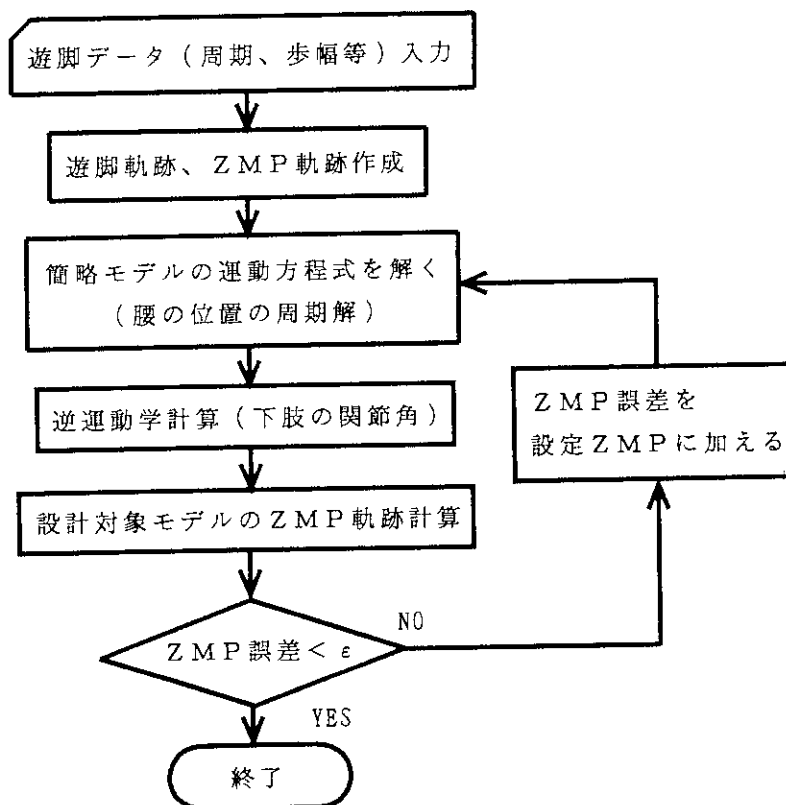 遊脚データ(周期、歩幅等)入力
遊脚軌跡、ZMP軌跡作成
簡略モデルの運動方程式を解く
(腰の位置の周期解)
逆運動学計算(下肢の関節角)
設計対象モデルのZMP軌跡計算
ZMP誤差<ε
NO
ZMP誤差を
設定ZMPに加える
YES
終了